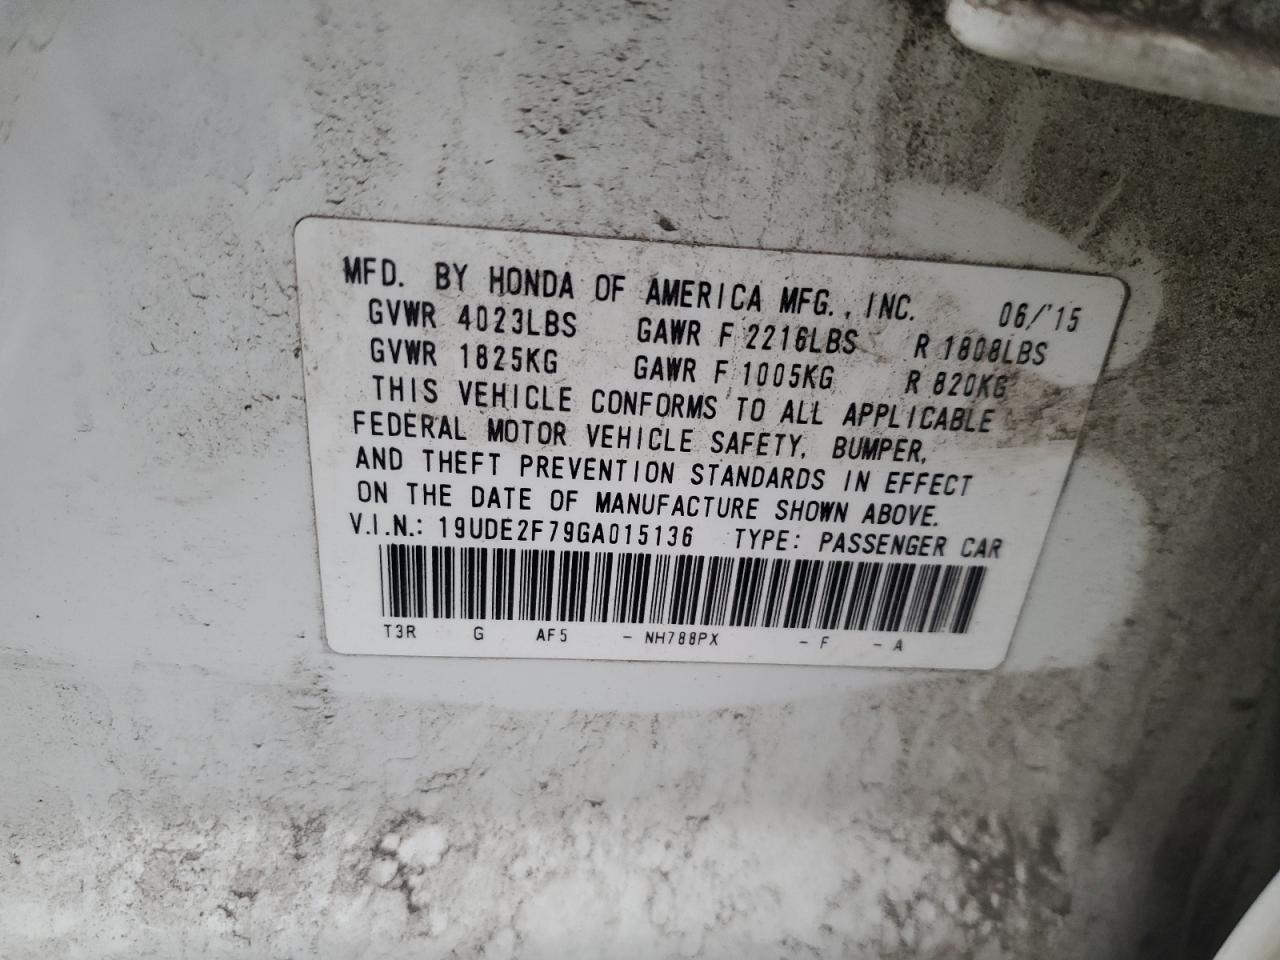 MFD. BY HONDA OF AMERICA MFG., INC. 06/'15
GVWR 4023LBS GAWR F 2216LBS R 1808LBS
GVWR 1825KG GAWR F 1005KG R 820KG
THIS VEHICLE CONFORMS TO ALL APPLICABLE
FEDERAL MOTOR VEHICLE SAFETY, BUMPER,
AND THEFT PREVENTION STANDARDS IN EFFECT
ON THE DATE OF MANUFACTURE SHOWN ABOVE.
V.I.N.: 19UDE2F79GA015136 TYPE: PASSENGER CAR
T3R G AF5 - NH788PX - F - A